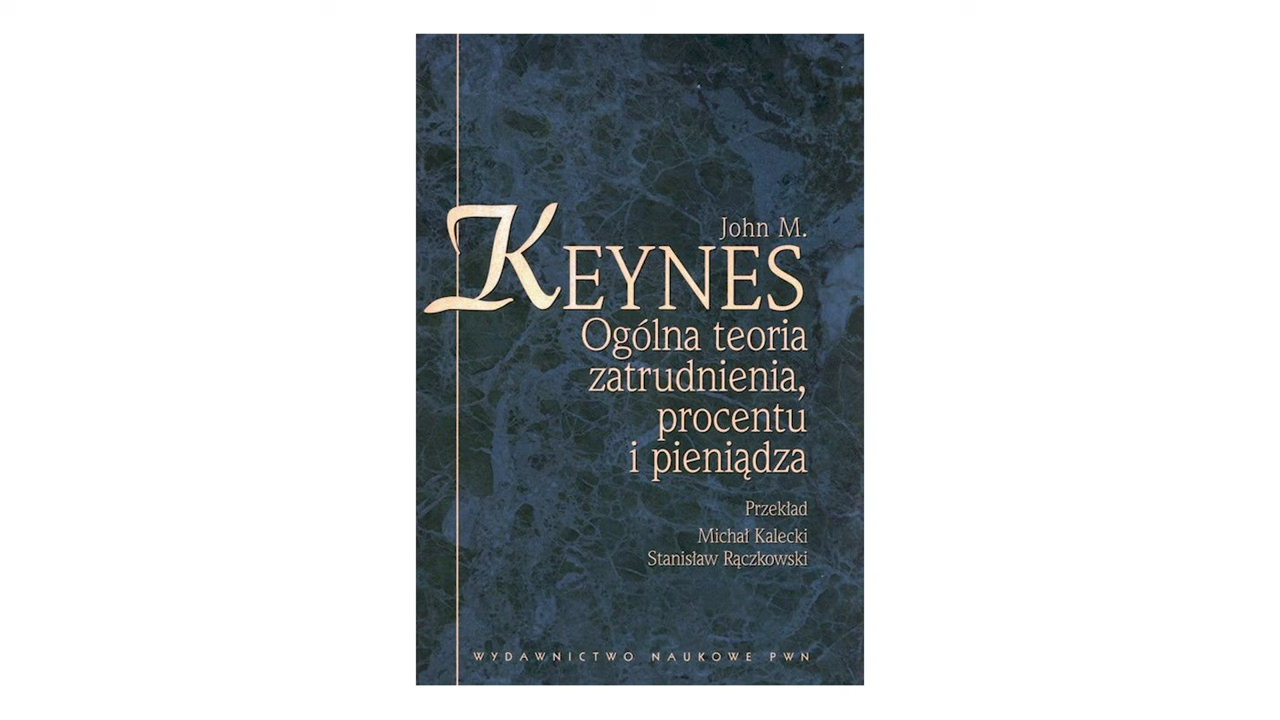 John M.
KEYNES
Ogólna teoria
zatrudnienia,
procentu
i pieniądza
Przekład
Michał Kalecki
Stanisław Rączkowski
WYDAWNICTWO NAUKOWE PWN